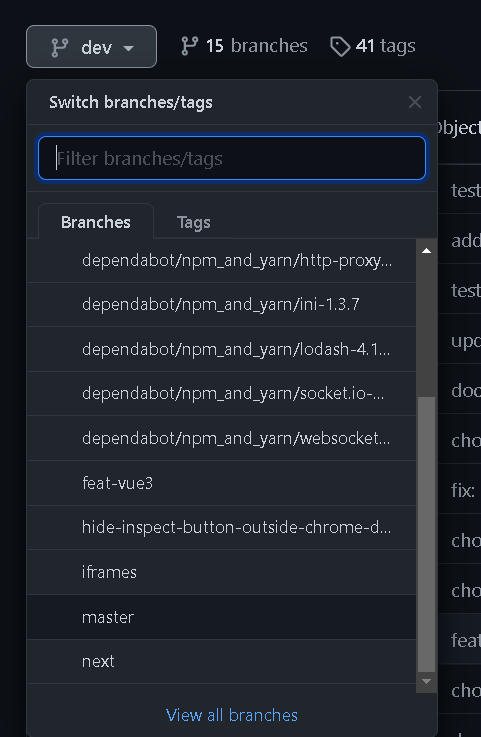 dev 15 branches 41 tags
Switch branches/tags
Object
Filter branches/tags
test
Branches Tags
add
dependabot/npm_and_yarn/http-proxy...
test
dependabot/npm_and_yarn/ini-1.3.7
upd
dependabot/npm_and_yarn/lodash-4.1...
doc
dependabot/npm_and_yarn/socket.io-...
dependabot/npm_and_yarn/websocket...
cho
feat-vue3
fix:
hide-inspect-button-outside-chrome-d...
cho
iframes
cho
master
feat
next
cho
View all branches